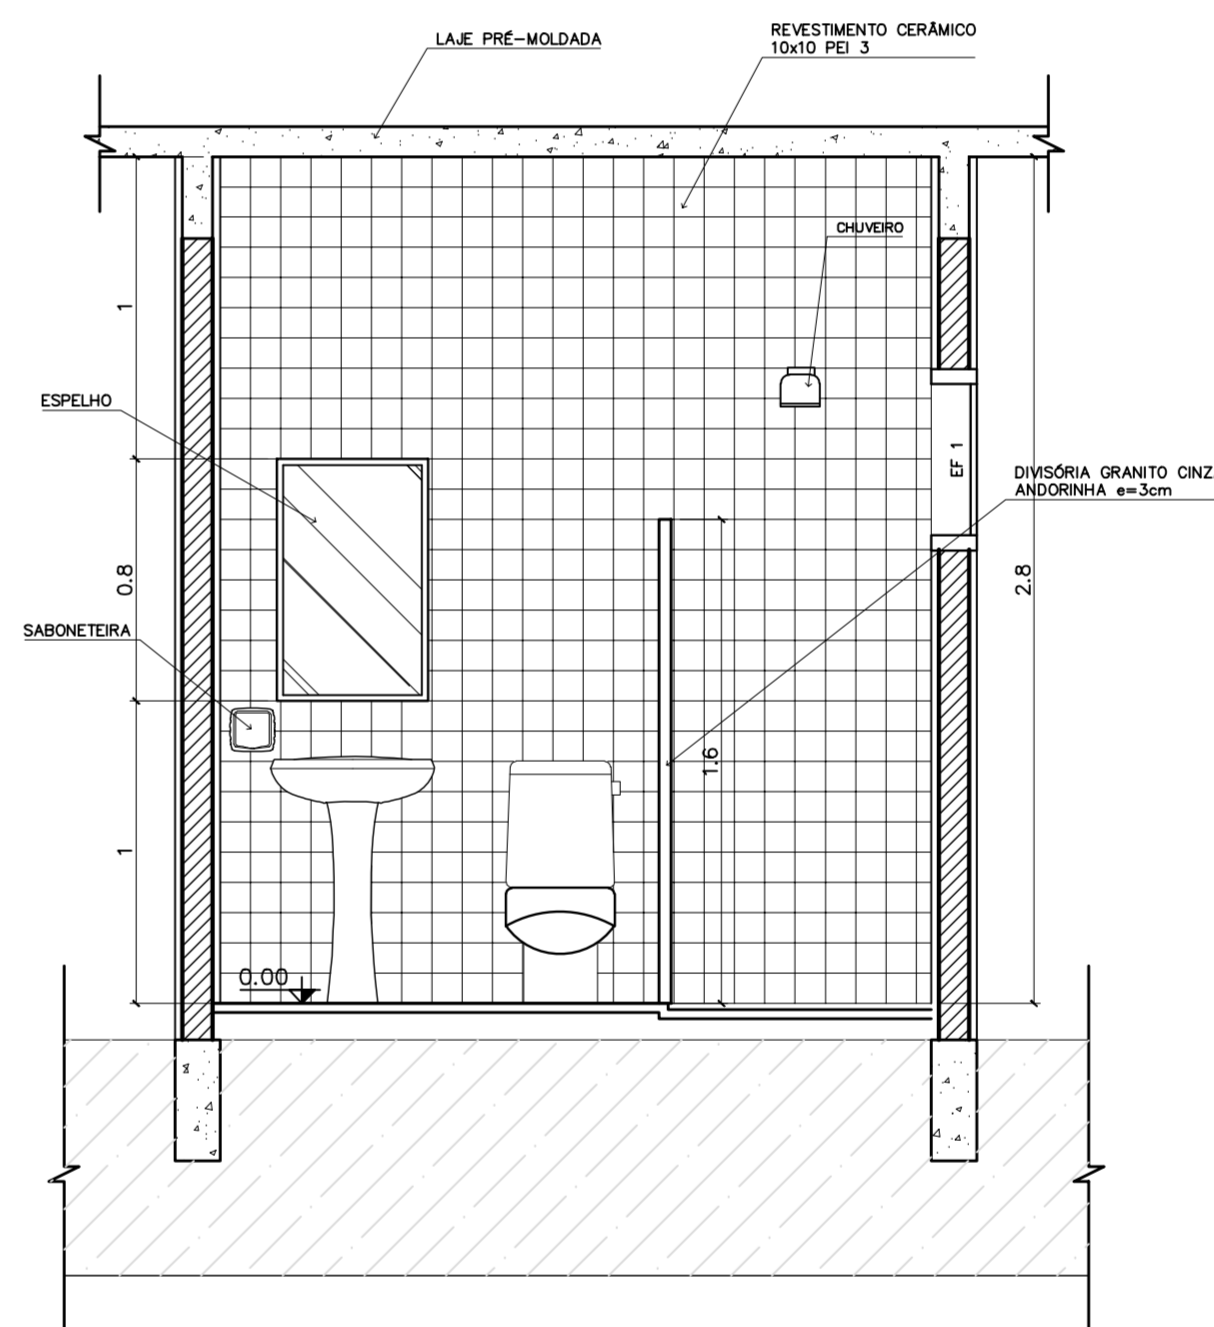 REVESTIMENTO CERÂMICO
10x10 PEI 3
LAJE PRÉ-MOLDADA
CHUVEIRO
1
ESPELHO
EF 1
DIVISÓRIA GRANITO CINZ
ANDORINHA e=3cm
0.8
2.8
SABONETEIRA
1.6
1
0.00